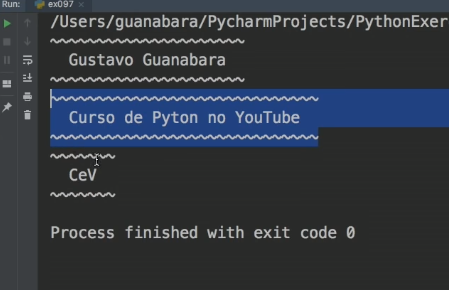 Run: ex097
/Users/guanabara/PycharmProjects/PythonExer
~~~~~~~~~~~~~~~~~~~~~
Gustavo Guanabara
~~~~~~~~~~~~~~~~~~~~~
~~~~~~~~~~~~~~~~~~~~~~~~~~~~~
Curso de Pyton no YouTube
~~~~~~~~~~~~~~~~~~~~~~~~~~~~~
~~~~~~~
CeV
~~~~~~~
Process finished with exit code 0